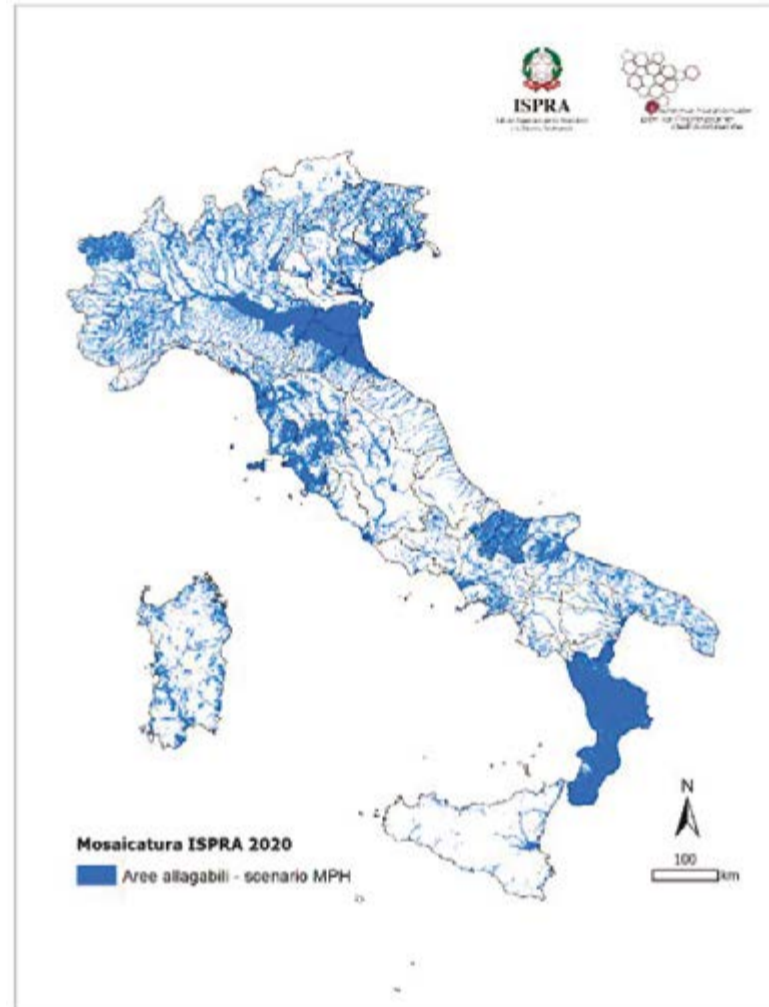 ISPRA
Mosaicatura ISPRA 2020
Aree allagabili - scenario MPH
N
100
km